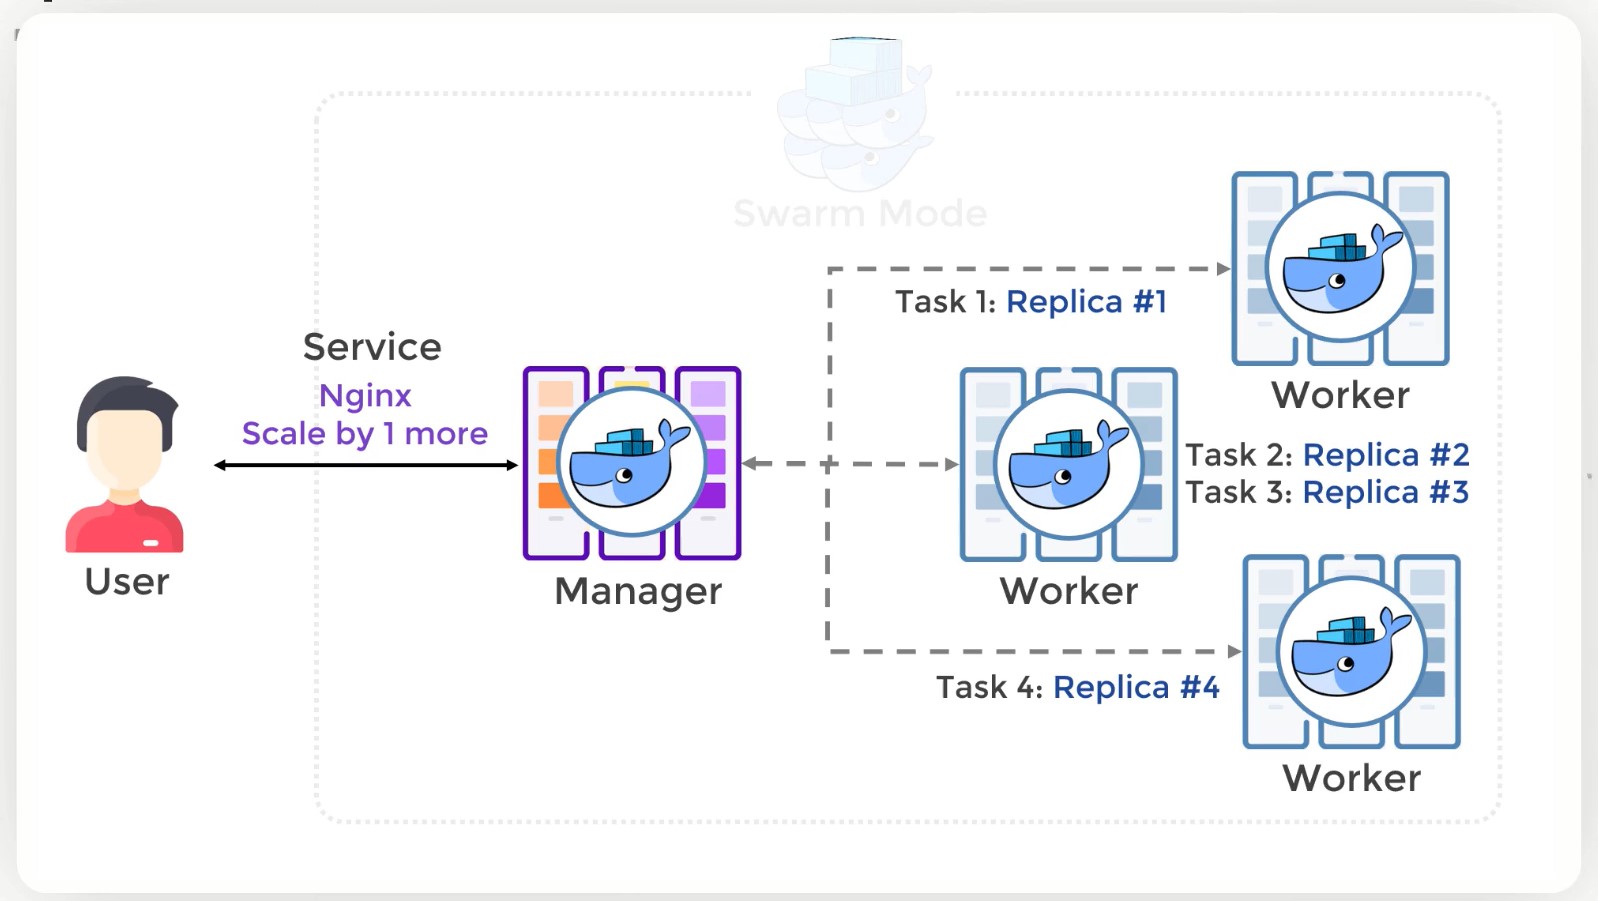 Swarm Mode
Task 1: Replica #1
Service
Nginx
Scale by 1 more
Worker
Task 2: Replica #2
Task 3: Replica #3
User
Manager
Worker
Task 4: Replica #4
Worker